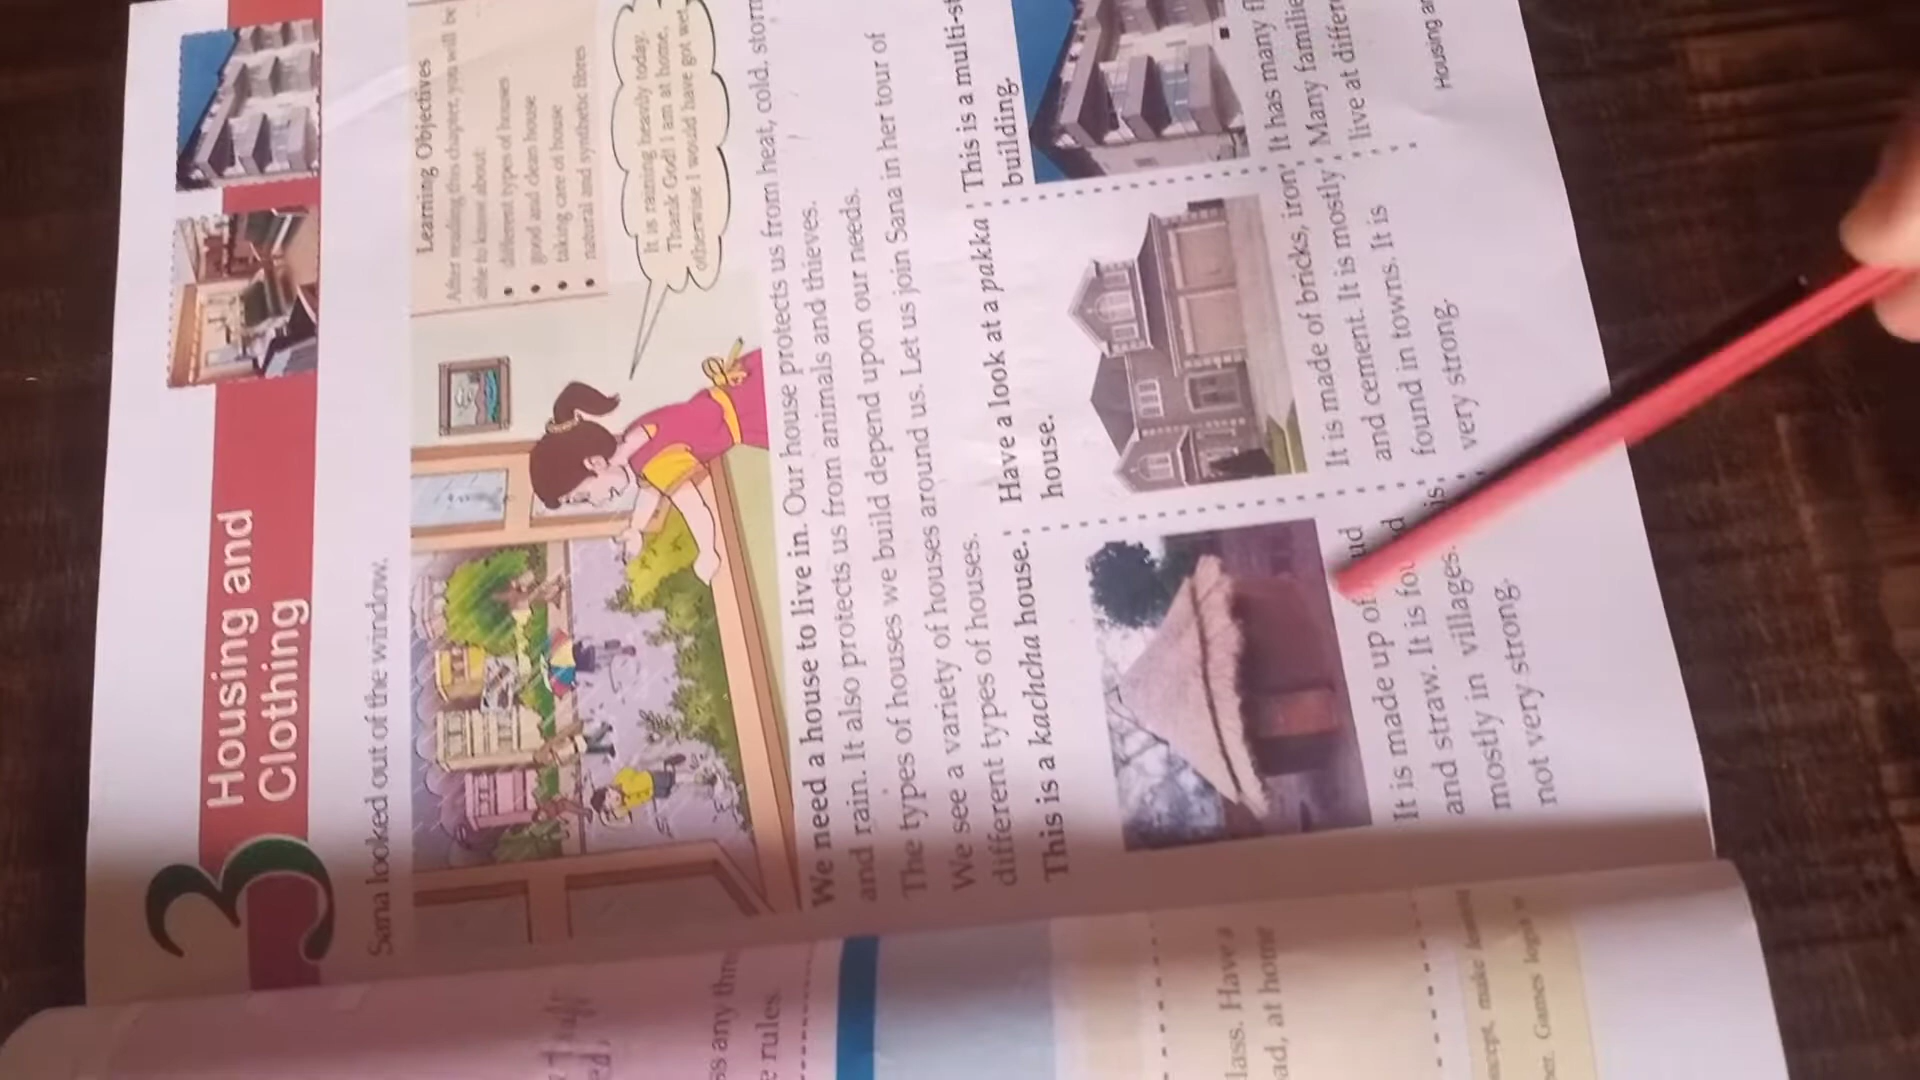 3
Housing and
Clothing
Sana looked out of the window.
Learning Objectives
After reading this chapter, you will be
able to know about:
• different types of houses
• good and clean house
• taking care of house
• natural and synthetic fibres
It is raining heavily today.
Thank God! I am at home,
otherwise I would have got wet.
We need a house to live in. Our house protects us from heat, cold, storm
and rain. It also protects us from animals and thieves.
The types of houses we build depend upon our needs.
We see a variety of houses around us. Let us join Sana in her tour of
different types of houses.
This is a kachcha house.
It is made up of
and straw. It is
mostly in villages. is
not very strong.
Have a look at a pakka
house.
It is made of bricks, iron
and cement. It is mostly
found in towns. It is
very strong.
This is a
building.
It has many
Many
live at
Housing
any
rules
lass. Have a
ad, at home
make
Games